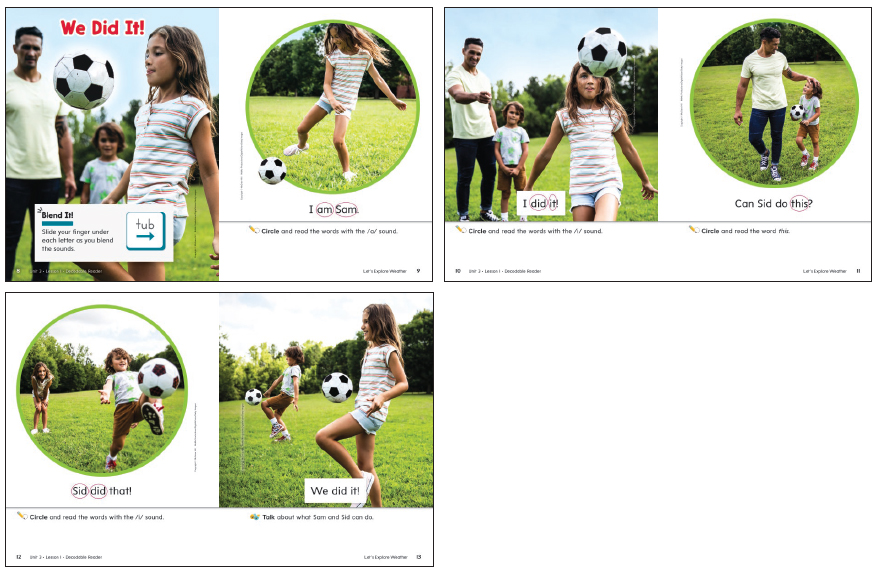 We Did It!
Blend It!
Slide your finger under
each letter as you blend
the sounds.
tub
8 Unit 3 • Lesson 1 • Decodable Reader
I am Sam.
Circle and read the words with the /a/ sound.
Let's Explore Weather 9
I did it!
Circle and read the words with the /i/ sound.
10 Unit 3 • Lesson 1 • Decodable Reader
Can Sid do this?
Circle and read the word this.
Let's Explore Weather 11
Sid did that!
Circle and read the words with the /i/ sound.
12 Unit 3 • Lesson 1 • Decodable Reader
We did it!
Talk about what Sam and Sid can do.
Let's Explore Weather 13